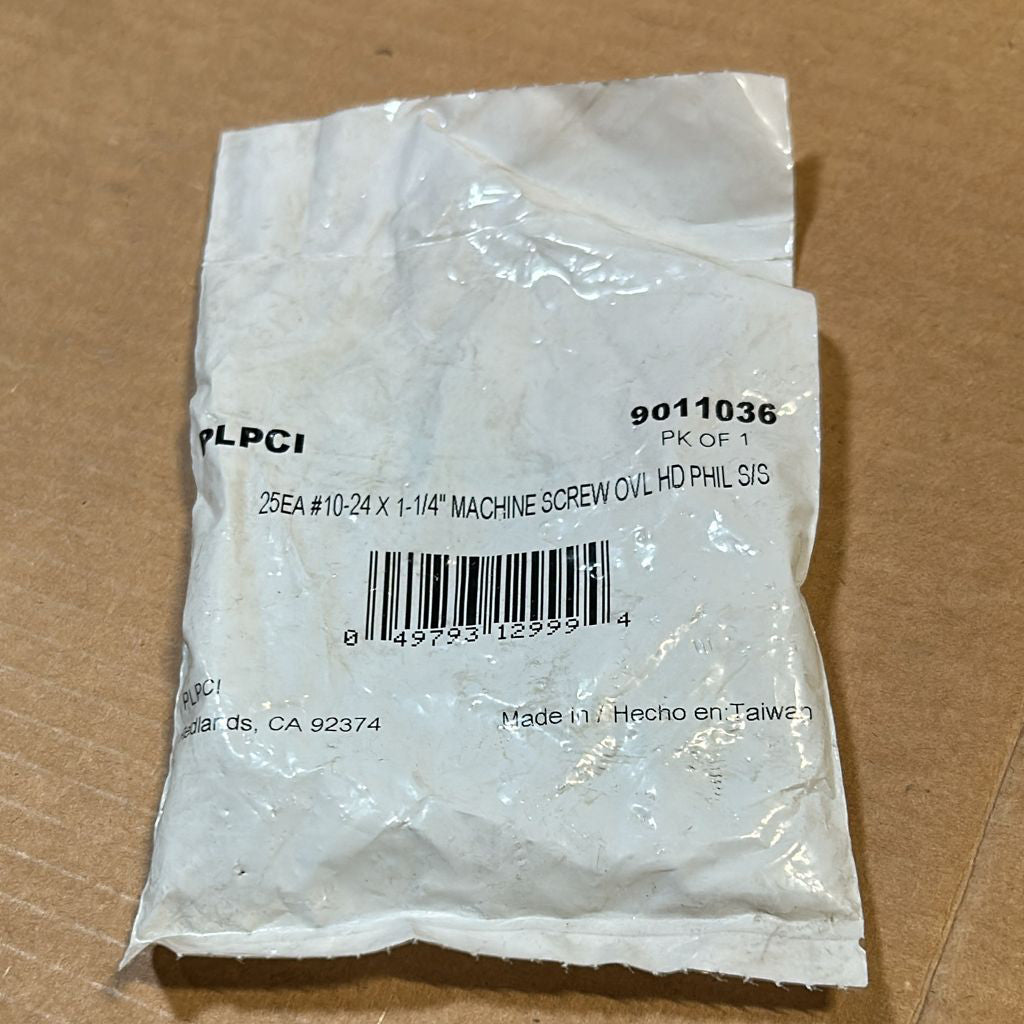 PLPCI
9011036
PK OF 1
25EA #10-24 X 1-1/4" MACHINE SCREW OVL HD PHIL S/S
0 49793 12999 4
PLPCI
Redlands, CA 92374
Made in / Hecho en:Taiwan